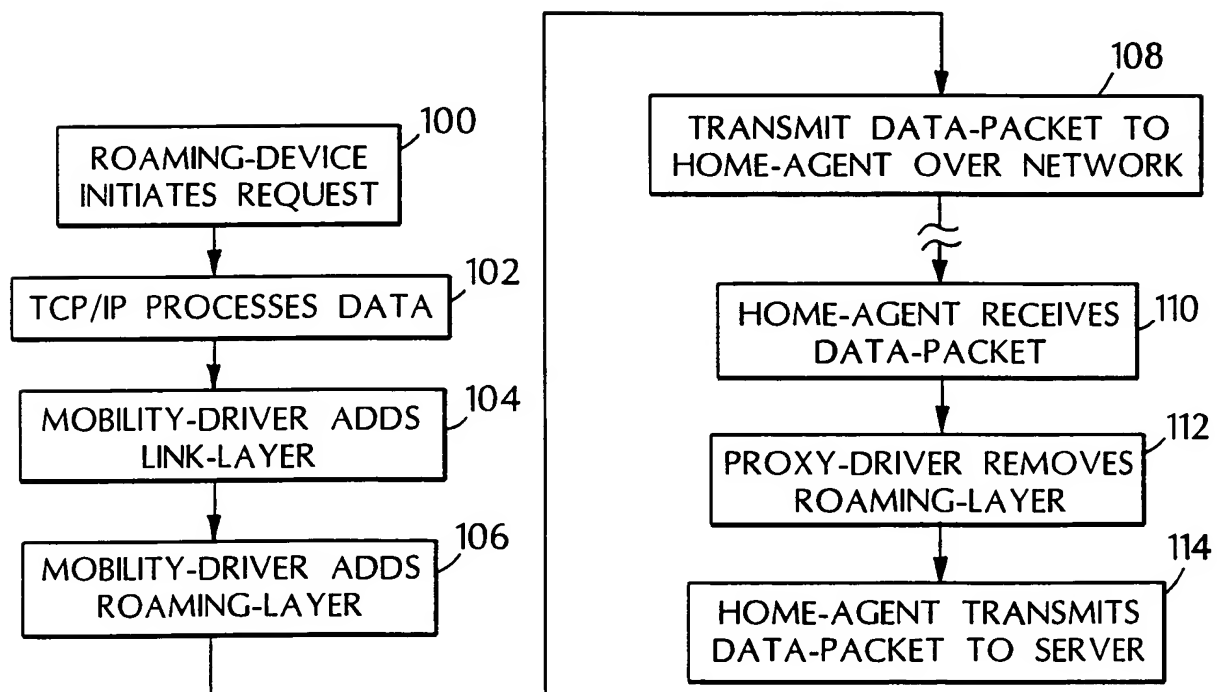 100
ROAMING-DEVICE
INITIATES REQUEST
102
TCP/IP PROCESSES DATA
104
MOBILITY-DRIVER ADDS
LINK-LAYER
106
MOBILITY-DRIVER ADDS
ROAMING-LAYER
108
TRANSMIT DATA-PACKET TO
HOME-AGENT OVER NETWORK
110
HOME-AGENT RECEIVES
DATA-PACKET
112
PROXY-DRIVER REMOVES
ROAMING-LAYER
114
HOME-AGENT TRANSMITS
DATA-PACKET TO SERVER